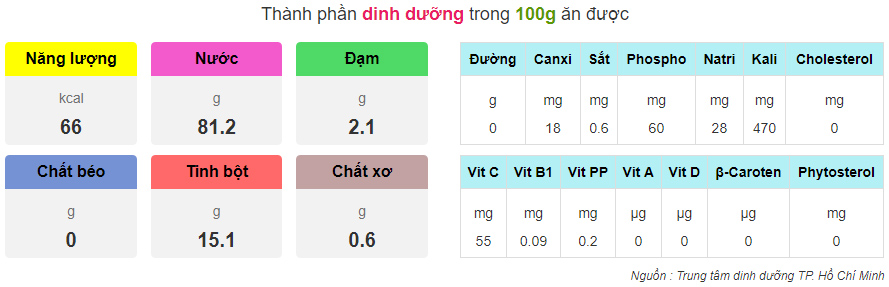 Thành phần dinh dưỡng trong 100g ăn được
Năng lượng Nước Đạm
kcal g g
66 81.2 2.1
Chất béo Tinh bột Chất xơ
g g g
0 15.1 0.6
Đường Canxi Sắt Phospho Natri Kali Cholesterol
g mg mg mg mg mg mg
0 18 0.6 60 28 470 0
Vit C Vit B1 Vit PP Vit A Vit D β-Caroten Phytosterol
mg mg mg µg µg µg mg
55 0.09 0.2 0 0 0 0
Nguồn : Trung tâm dinh dưỡng TP. Hồ Chí Minh